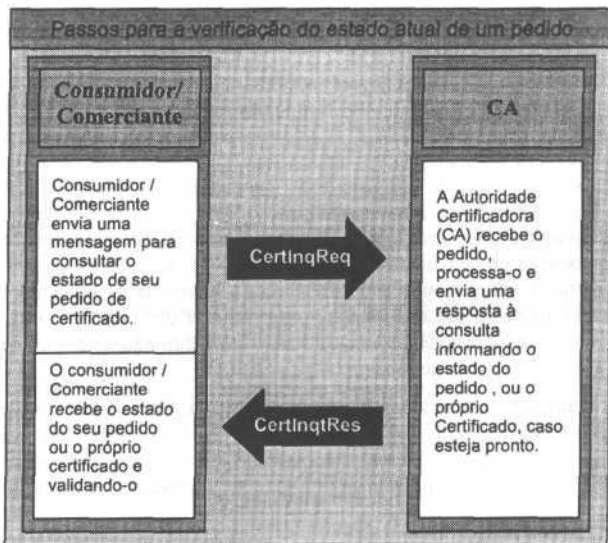 Passos para a verificação do estado atual de um pedido
Consumidor/
Comerciante
CA
Consumidor /
Comerciante
envia uma
mensagem para
consultar o
estado de seu
pedido de
certificado.
CertInqReq
A Autoridade
Certificadora
(CA) recebe o
pedido,
processa-o e
envia uma
resposta à
consulta
informando o
estado do
pedido , ou o
próprio
Certificado, caso
esteja pronto.
O consumidor /
Comerciante
recebe o estado
do seu pedido
ou o próprio
certificado e
validando-o
CertInqtRes